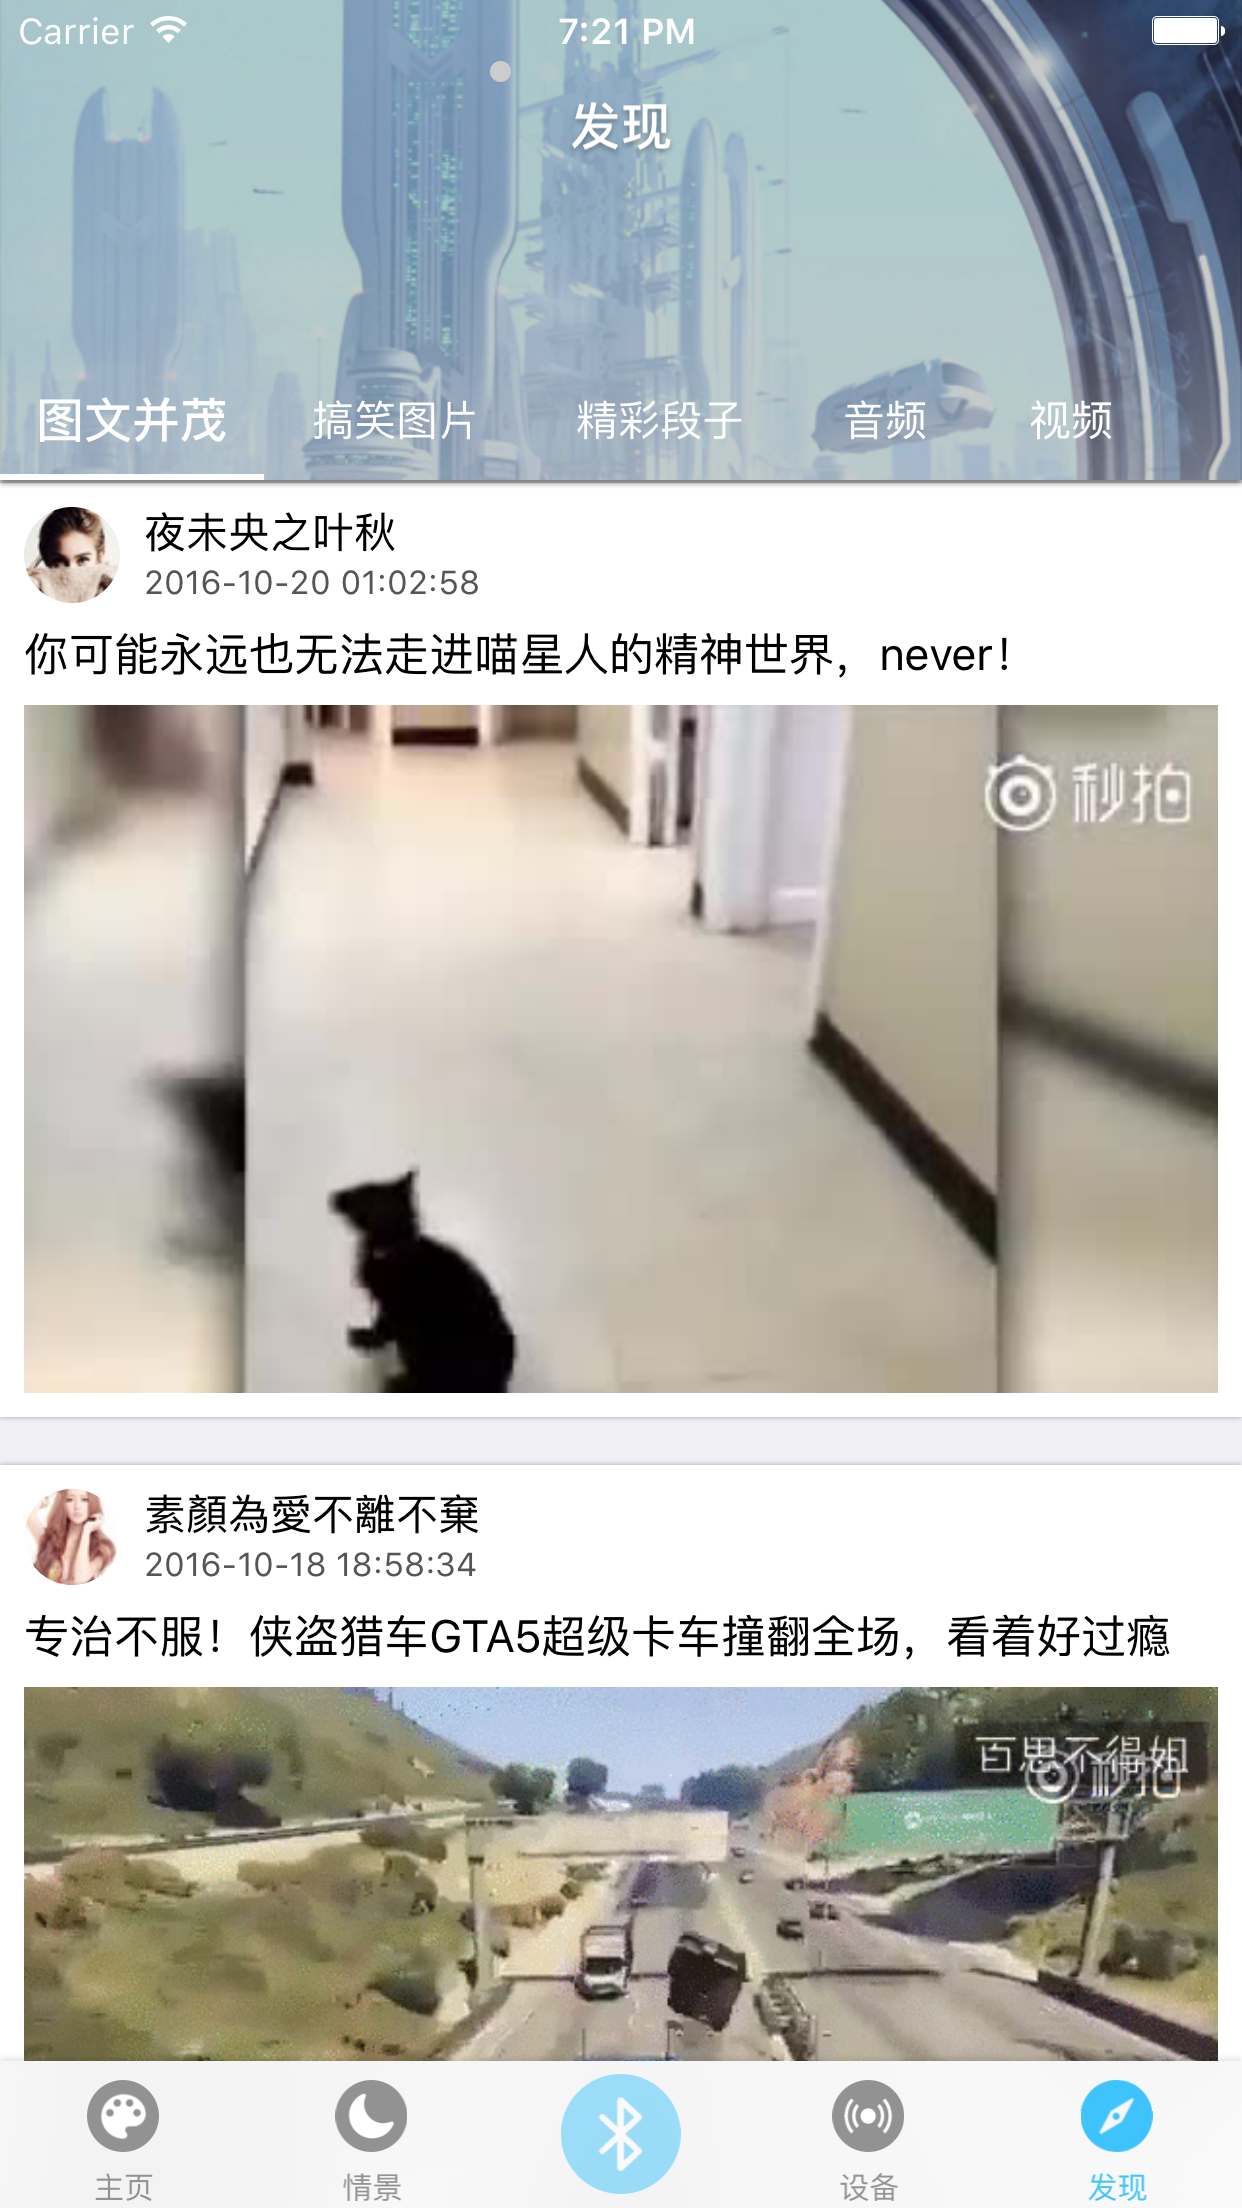 Carrier
7:21 PM
发现
图文并茂
搞笑图片
精彩段子
音频
视频
夜未央之叶秋
2016-10-20 01:02:58
你可能永远也无法走进喵星人的精神世界，never！
秒拍
素顏為愛不離不棄
2016-10-18 18:58:34
专治不服！侠盗猎车GTA5超级卡车撞翻全场，看着好过瘾
百思不得姐
秒拍
主页
情景
设备
发现